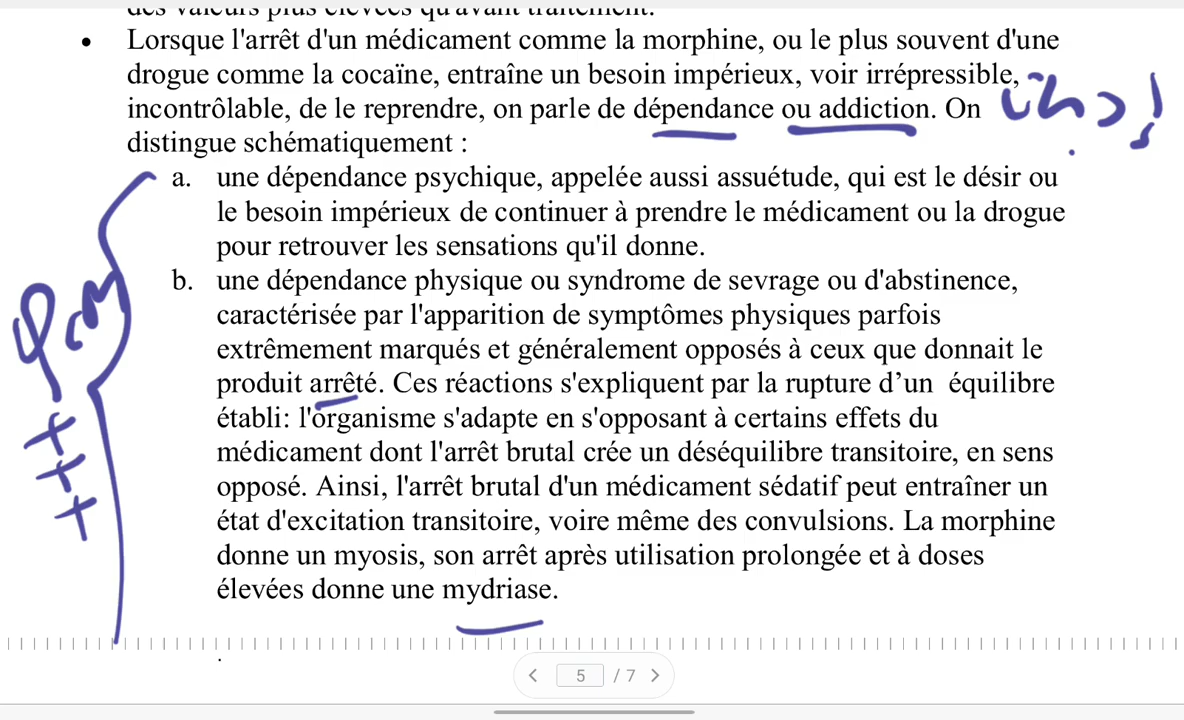 des valeurs plus élevées qu'avant traitement.
• Lorsque l'arrêt d'un médicament comme la morphine, ou le plus souvent d'une
drogue comme la cocaïne, entraîne un besoin impérieux, voir irrépressible,
incontrôlable, de le reprendre, on parle de dépendance ou addiction. On
distingue schématiquement :
a. une dépendance psychique, appelée aussi assuétude, qui est le désir ou
le besoin impérieux de continuer à prendre le médicament ou la drogue
pour retrouver les sensations qu'il donne.
b. une dépendance physique ou syndrome de sevrage ou d'abstinence,
caractérisée par l'apparition de symptômes physiques parfois
extrêmement marqués et généralement opposés à ceux que donnait le
produit arrêté. Ces réactions s'expliquent par la rupture d’un équilibre
établi: l'organisme s'adapte en s'opposant à certains effets du
médicament dont l'arrêt brutal crée un déséquilibre transitoire, en sens
opposé. Ainsi, l'arrêt brutal d'un médicament sédatif peut entraîner un
état d'excitation transitoire, voire même des convulsions. La morphine
donne un myosis, son arrêt après utilisation prolongée et à doses
élevées donne une mydriase.
QCM
+++
5 / 7